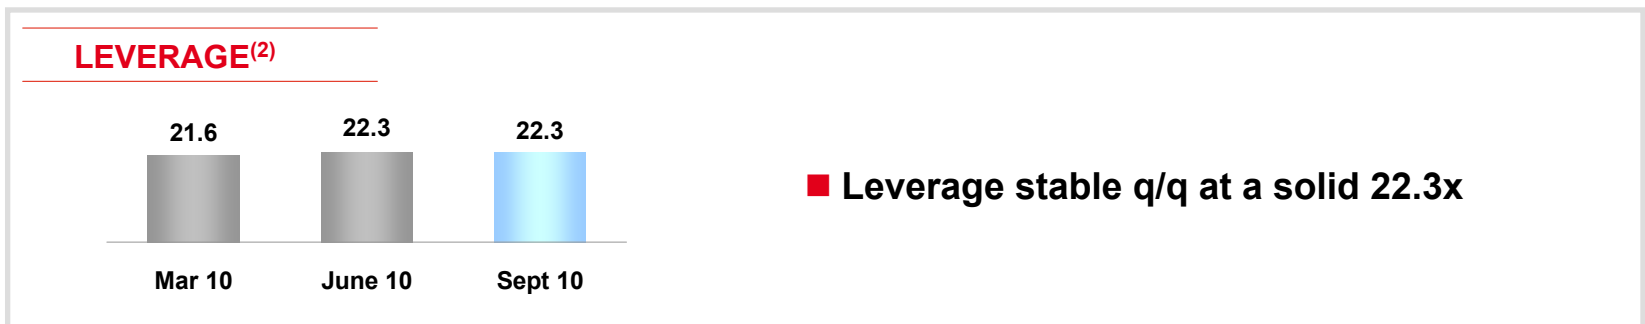 LEVERAGE(2)
21.6
22.3
22.3
Leverage stable q/q at a solid 22.3x
Mar 10
June 10
Sept 10